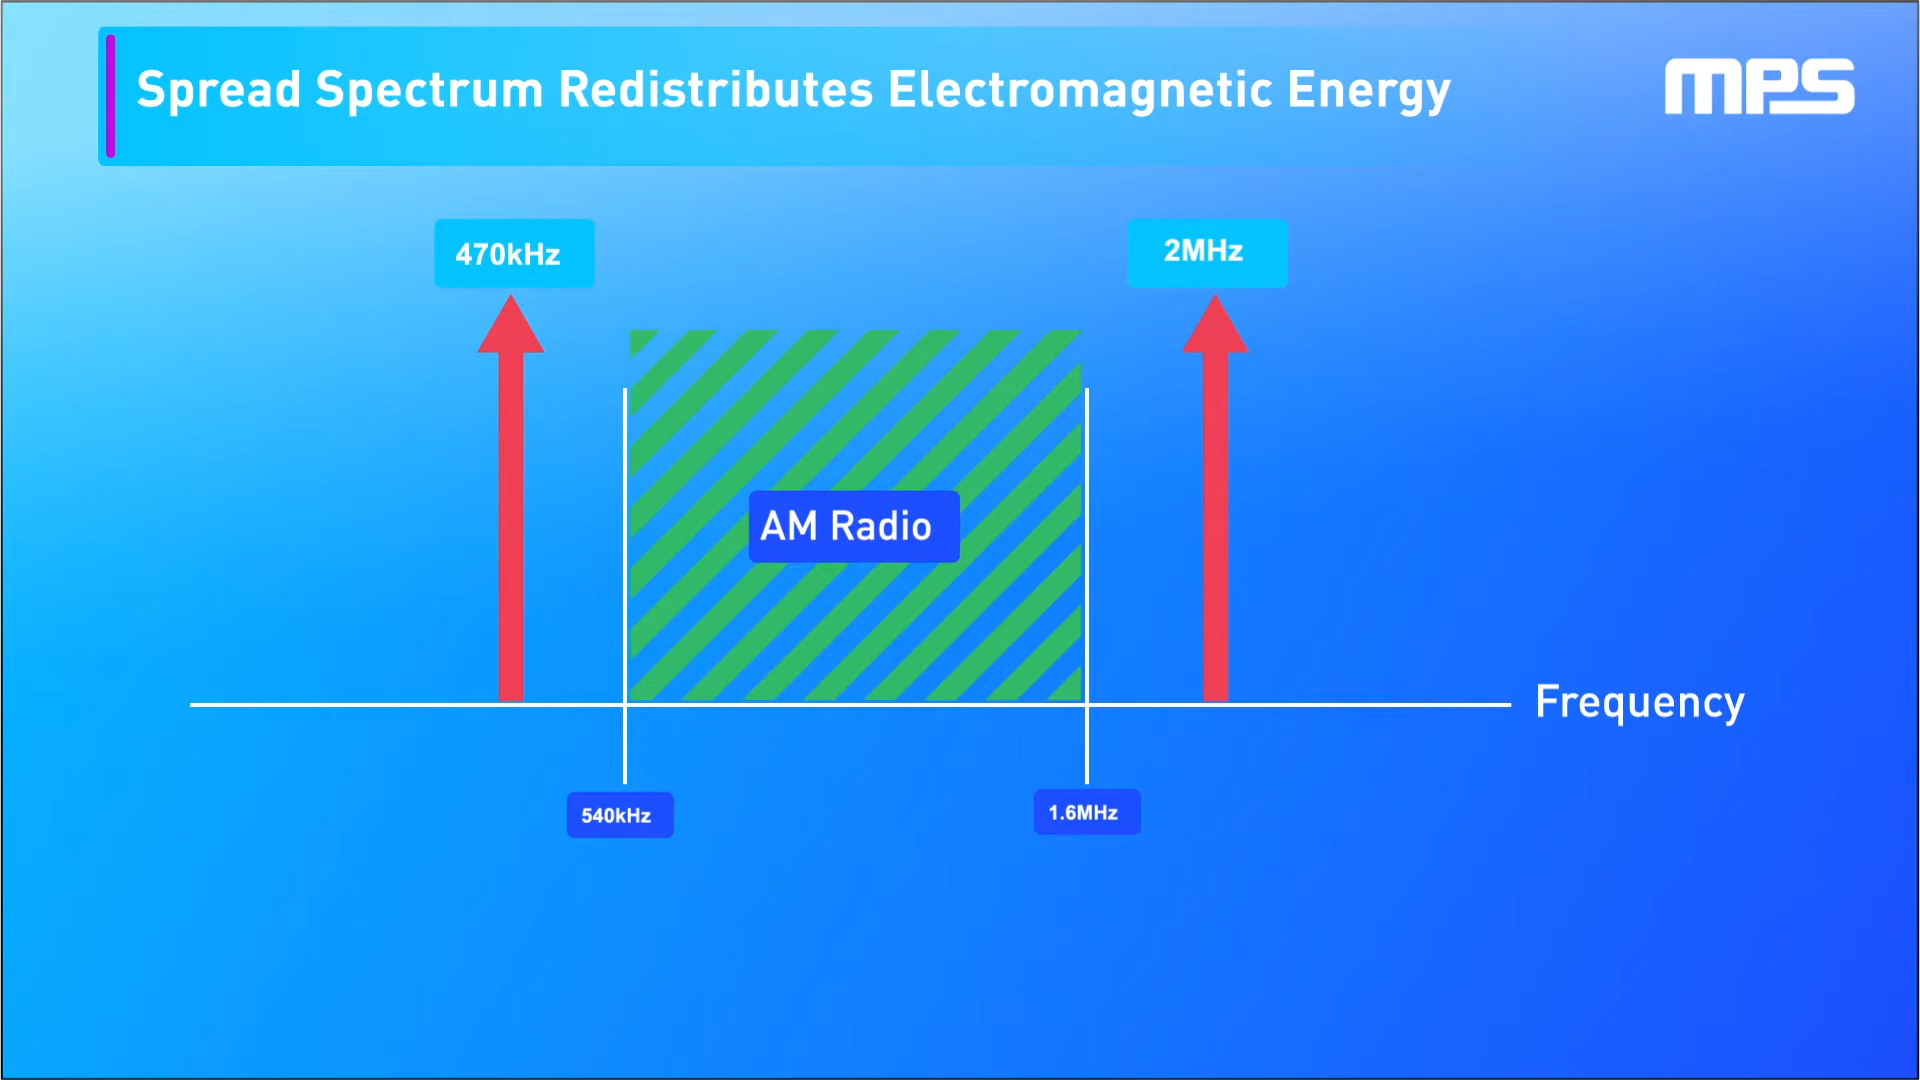 Spread Spectrum Redistributes Electromagnetic Energy
MPS
470kHz
2MHz
AM Radio
Frequency
540kHz
1.6MHz